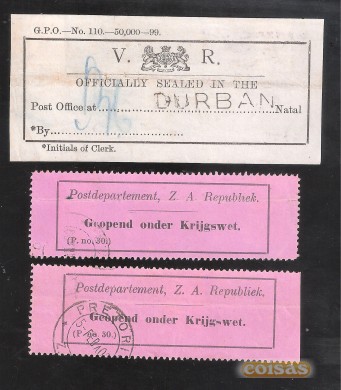 G.P.O.—No. 110.—50,000—99.
V. R.
OFFICIALLY SEALED IN THE
Post Office at DURBAN Natal
*By
*Initials of Clerk.
Postdepartement, Z. A. Republiek.
Geopend onder Krijgswet.
(P. no. 30.)
Postdepartement, Z. A. Republiek.
Geopend onder Krijgswet.
(P. no. 30.)
PRETORI
coisas